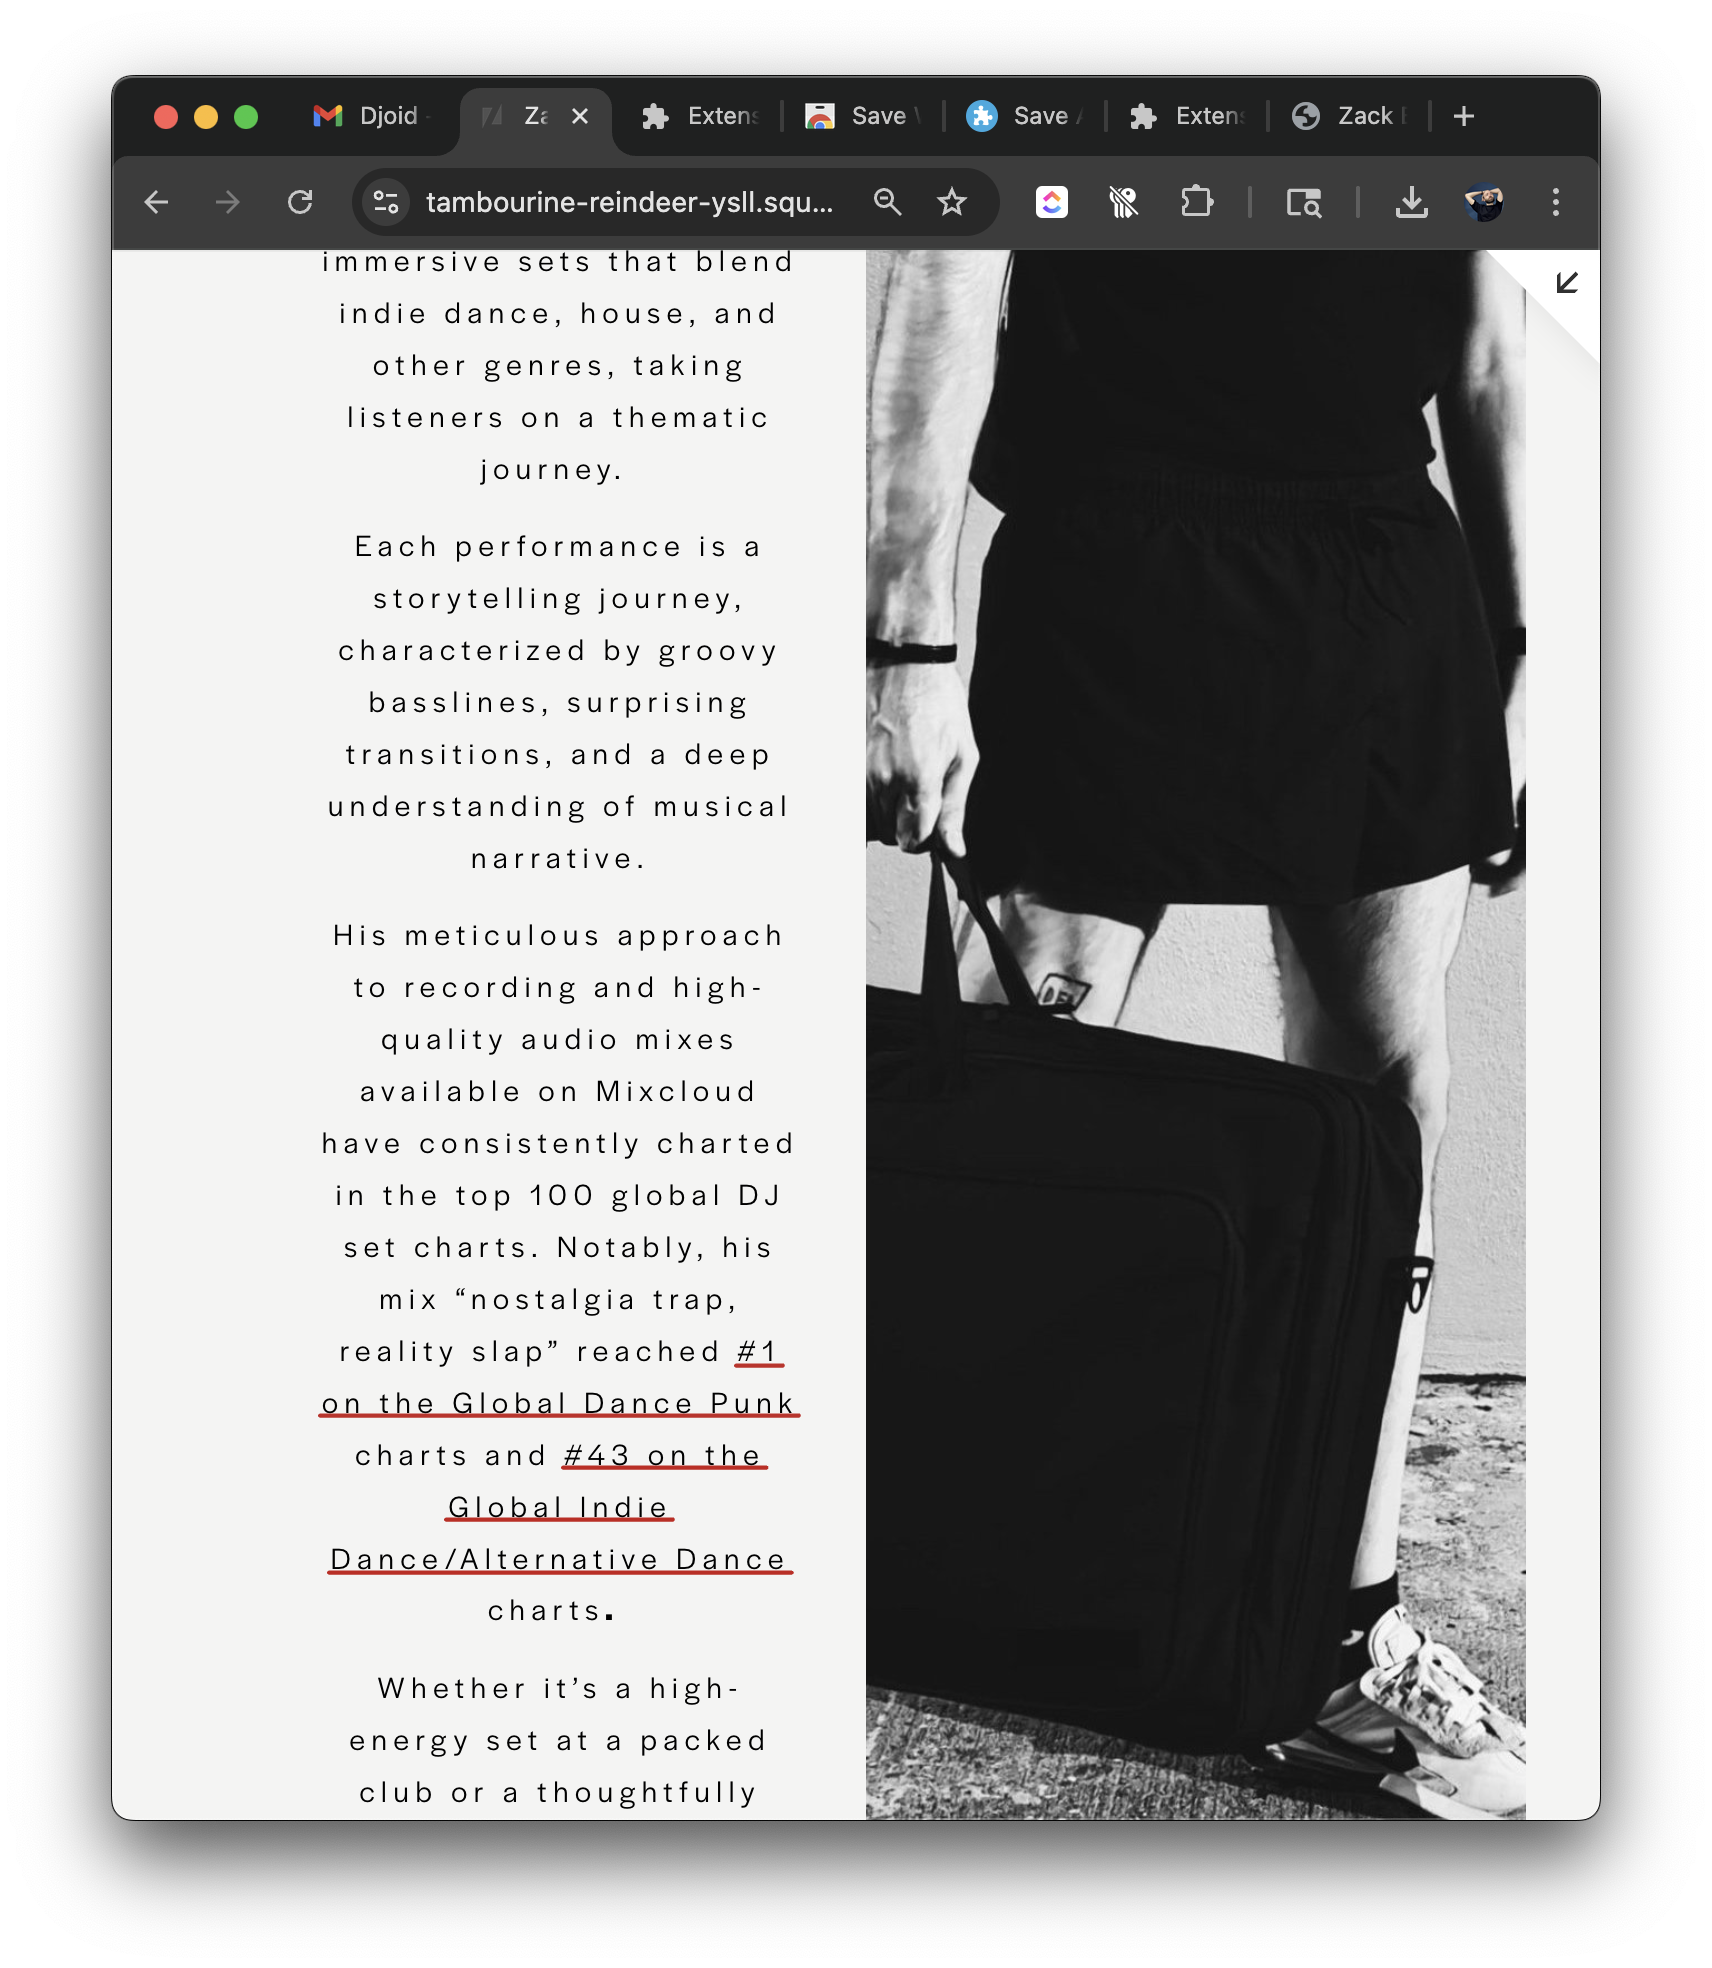 Djoid
Za
Extens
Save
Save
Extens
Zack
tambourine-reindeer-ysll.squ...
immersive sets that blend
indie dance, house, and
other genres, taking
listeners on a thematic
journey.
Each performance is a
storytelling journey,
characterized by groovy
basslines, surprising
transitions, and a deep
understanding of musical
narrative.
His meticulous approach
to recording and high-
quality audio mixes
available on Mixcloud
have consistently charted
in the top 100 global DJ
set charts. Notably, his
mix “nostalgia trap,
reality slap” reached #1
on the Global Dance Punk
charts and #43 on the
Global Indie
Dance/Alternative Dance
charts.
Whether it’s a high-
energy set at a packed
club or a thoughtfully